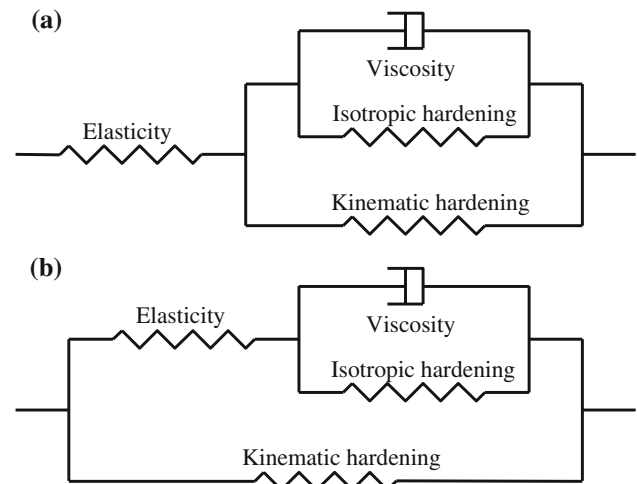 (a)
Viscosity
Isotropic hardening
Elasticity
Kinematic hardening
(b)
Elasticity
Viscosity
Isotropic hardening
Kinematic hardening